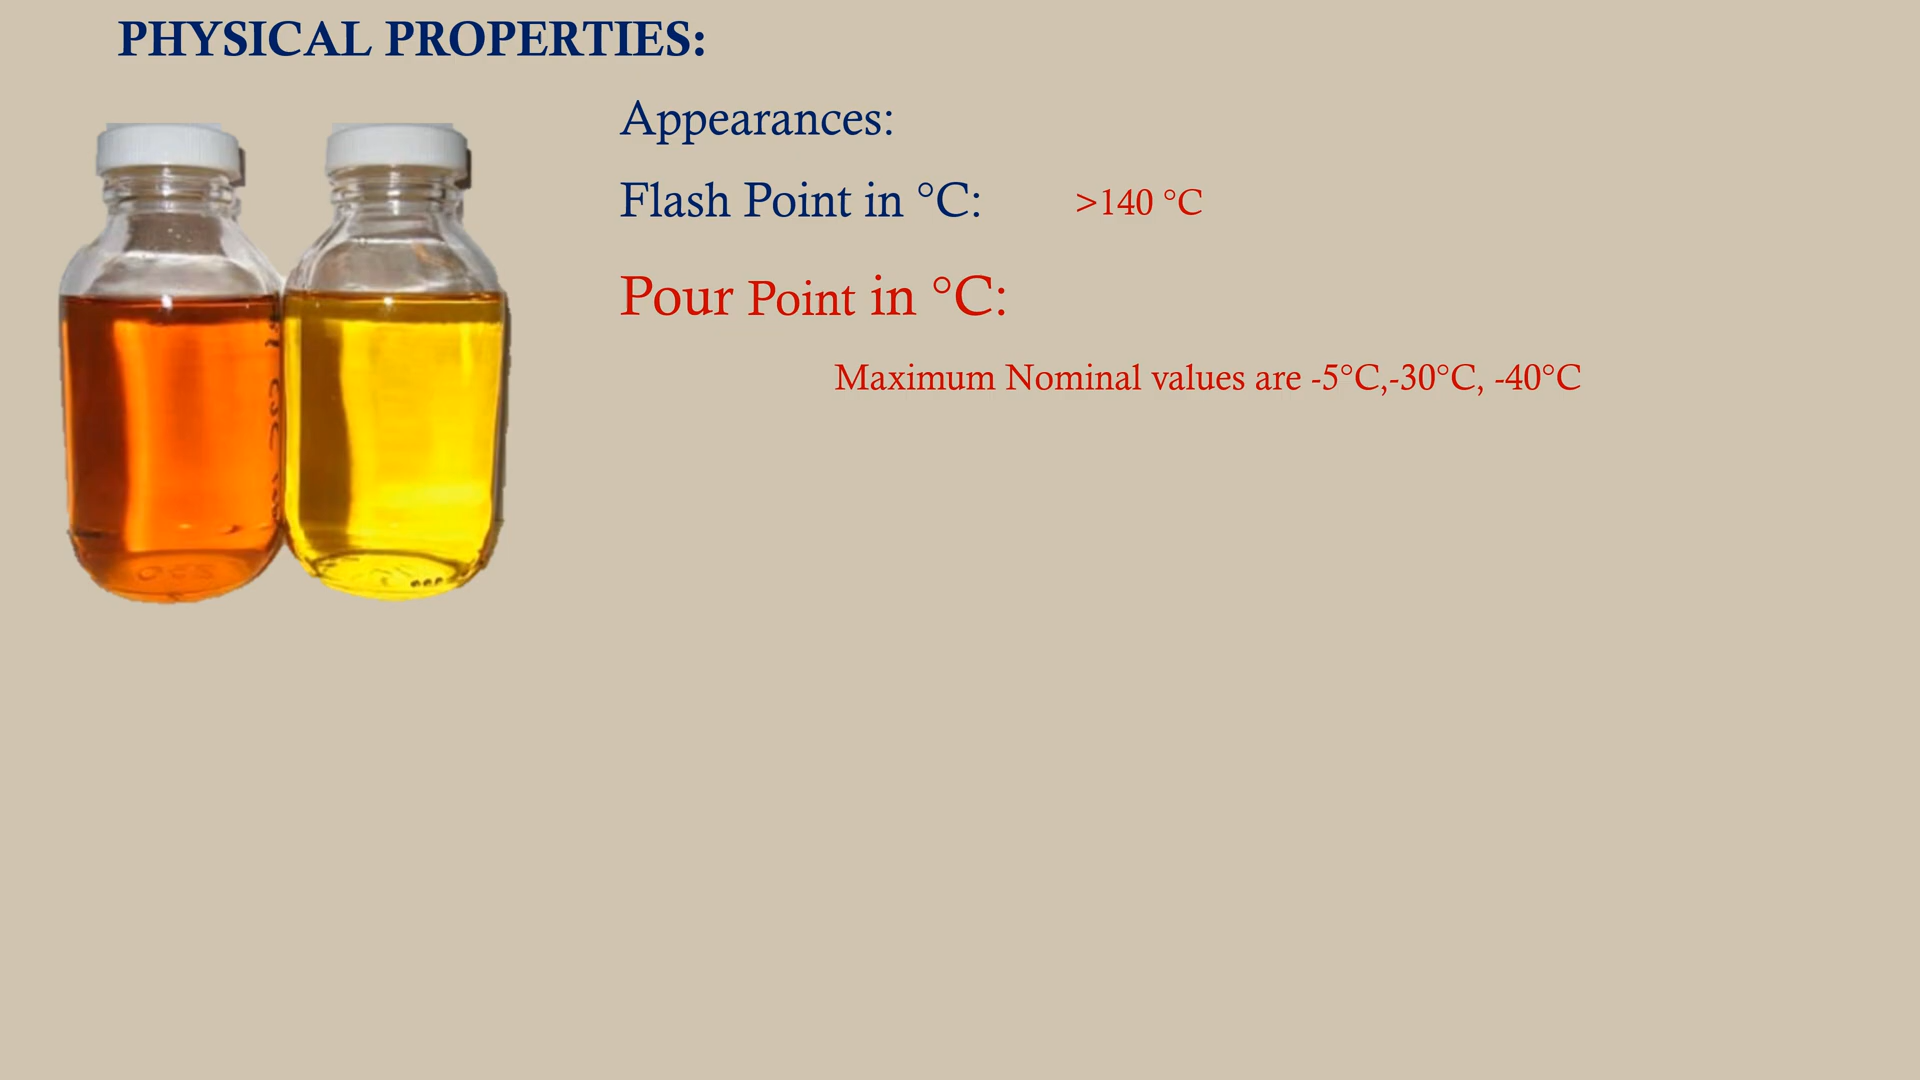 PHYSICAL PROPERTIES:
Appearances:
Flash Point in °C: >140 °C
Pour Point in °C:
Maximum Nominal values are -5°C,-30°C, -40°C